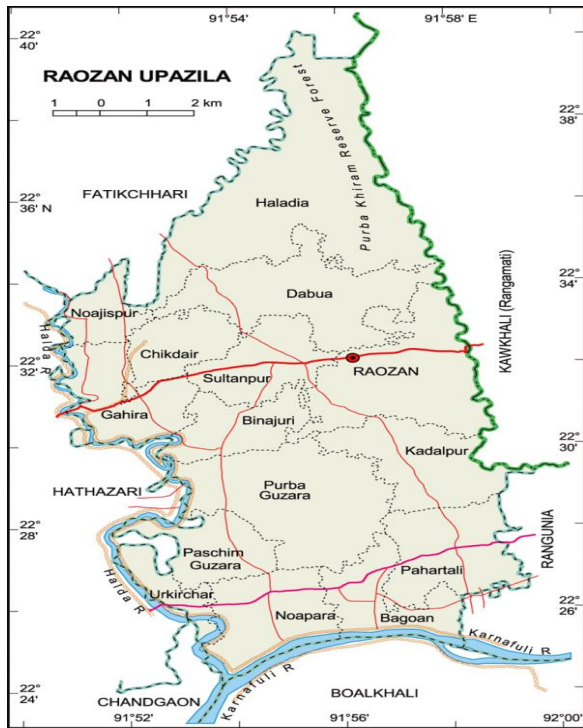 91°54'
91°58' E
22°
40'
RAOZAN UPAZILA
1 0 1 2 km
Purba Khiram Reserve Forest
22°
38'
FATIKCHHARI
22°
36' N
Haladia
22°
34'
KAWKHALI (Rangamati)
Dabua
Noajispur
Halda R
Chikdair
22°
32'
Sultanpur
RAOZAN
Gahira
Binajuri
Kadalpur
22°
30'
HATHAZARI
Purba
Guzara
22°
28'
RANGUNIA
Paschim
Guzara
Pahartali
Halda R
Urkirchar
Noapara
Bagoan
22°
26'
Karnafuli R
22°
24'
CHANDGAON
Karnafuli R
BOALKHALI
91°52'
91°56'
92°00'